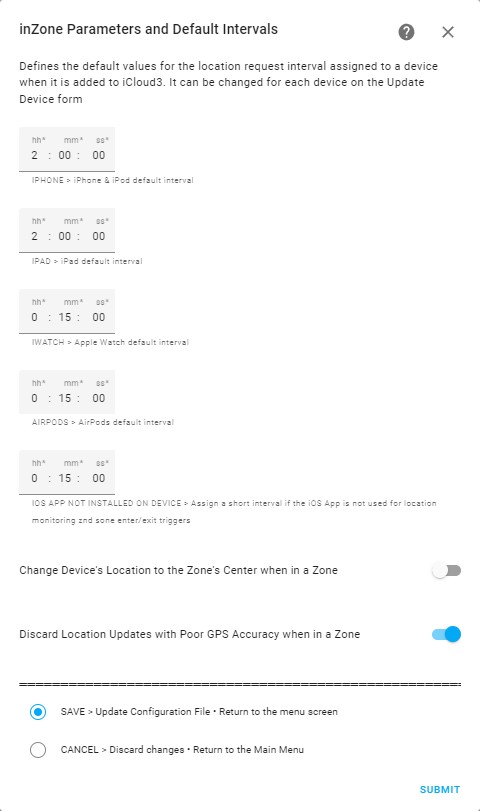 inZone Parameters and Default Intervals
Defines the default values for the location request interval assigned to a device
when it is added to iCloud3. It can be changed for each device on the Update
Device form
hh* mm* ss*
2 : 00 : 00
IPHONE > iPhone & iPod default interval
hh* mm* ss*
2 : 00 : 00
IPAD > iPad default interval
hh* mm* ss*
0 : 15 : 00
IWATCH > Apple Watch default interval
hh* mm* ss*
0 : 15 : 00
AIRPODS > AirPods default interval
hh* mm* ss*
0 : 15 : 00
IOS APP NOT INSTALLED ON DEVICE > Assign a short interval if the iOS App is not used for location
monitoring znd sone enter/exit triggers
Change Device's Location to the Zone's Center when in a Zone
Discard Location Updates with Poor GPS Accuracy when in a Zone
SAVE > Update Configuration File • Return to the menu screen
CANCEL > Discard changes • Return to the Main Menu
SUBMIT